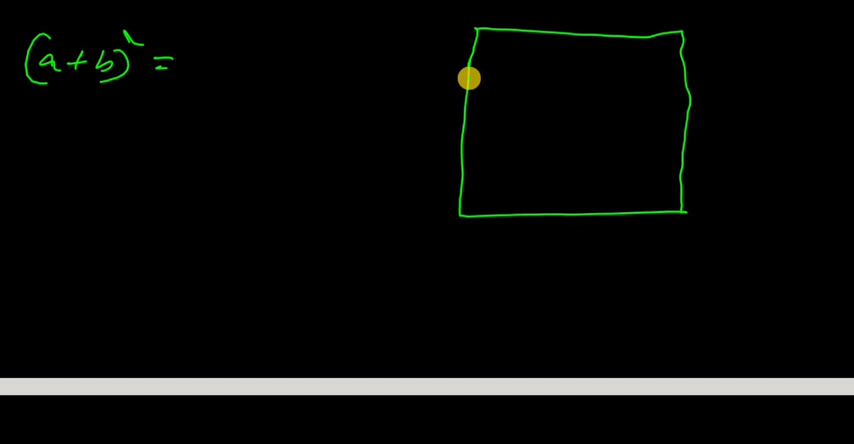 (a+b)² =